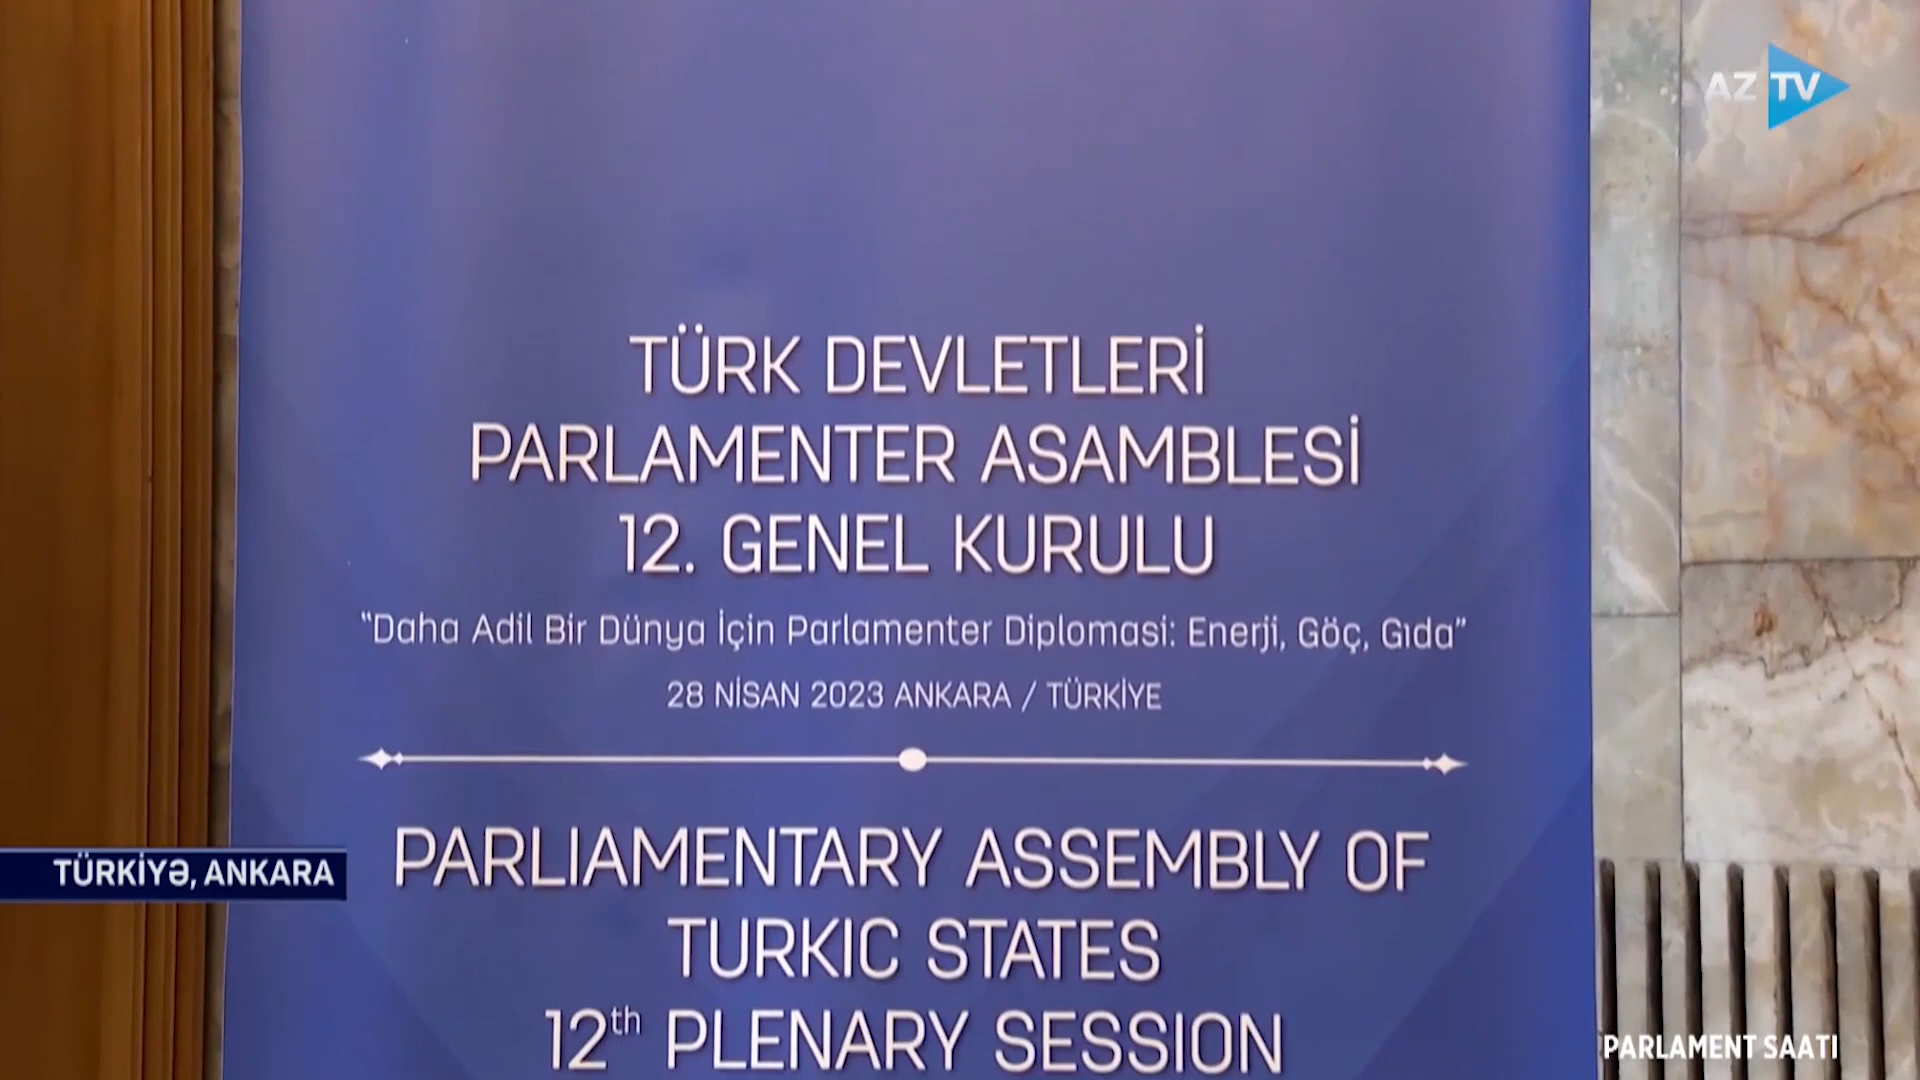 AZ TV
TÜRK DEVLETLERİ
PARLAMENTER ASAMBLESİ
12. GENEL KURULU
“Daha Adil Bir Dünya İçin Parlamenter Diplomasi: Enerji, Göç, Gıda”
28 NİSAN 2023 ANKARA / TÜRKİYE
TÜRKİYƏ, ANKARA
PARLIAMENTARY ASSEMBLY OF
TURKIC STATES
12th PLENARY SESSION
PARLAMENT SAATI